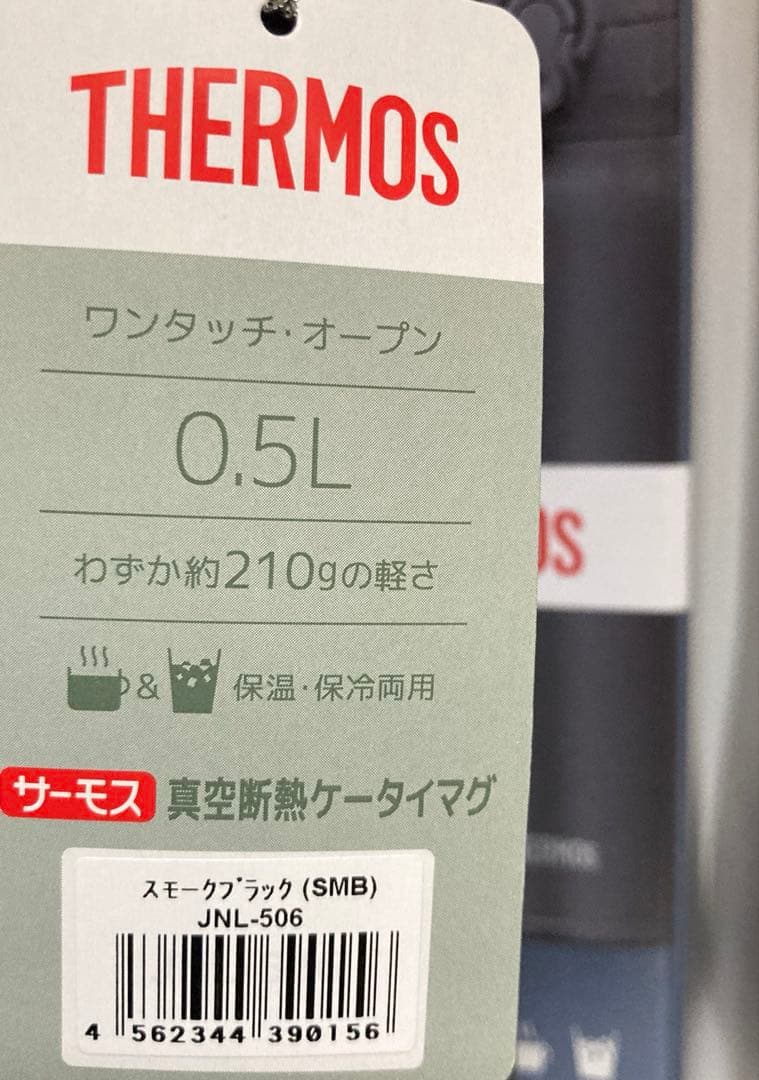 THERMOS
ワンタッチ・オープン
0.5L
わずか約210gの軽さ
& 保温・保冷両用
サーモス 真空断熱ケータイマグ
スモークブラック (SMB)
JNL-506
4 562344 390156
OS
THERMOS